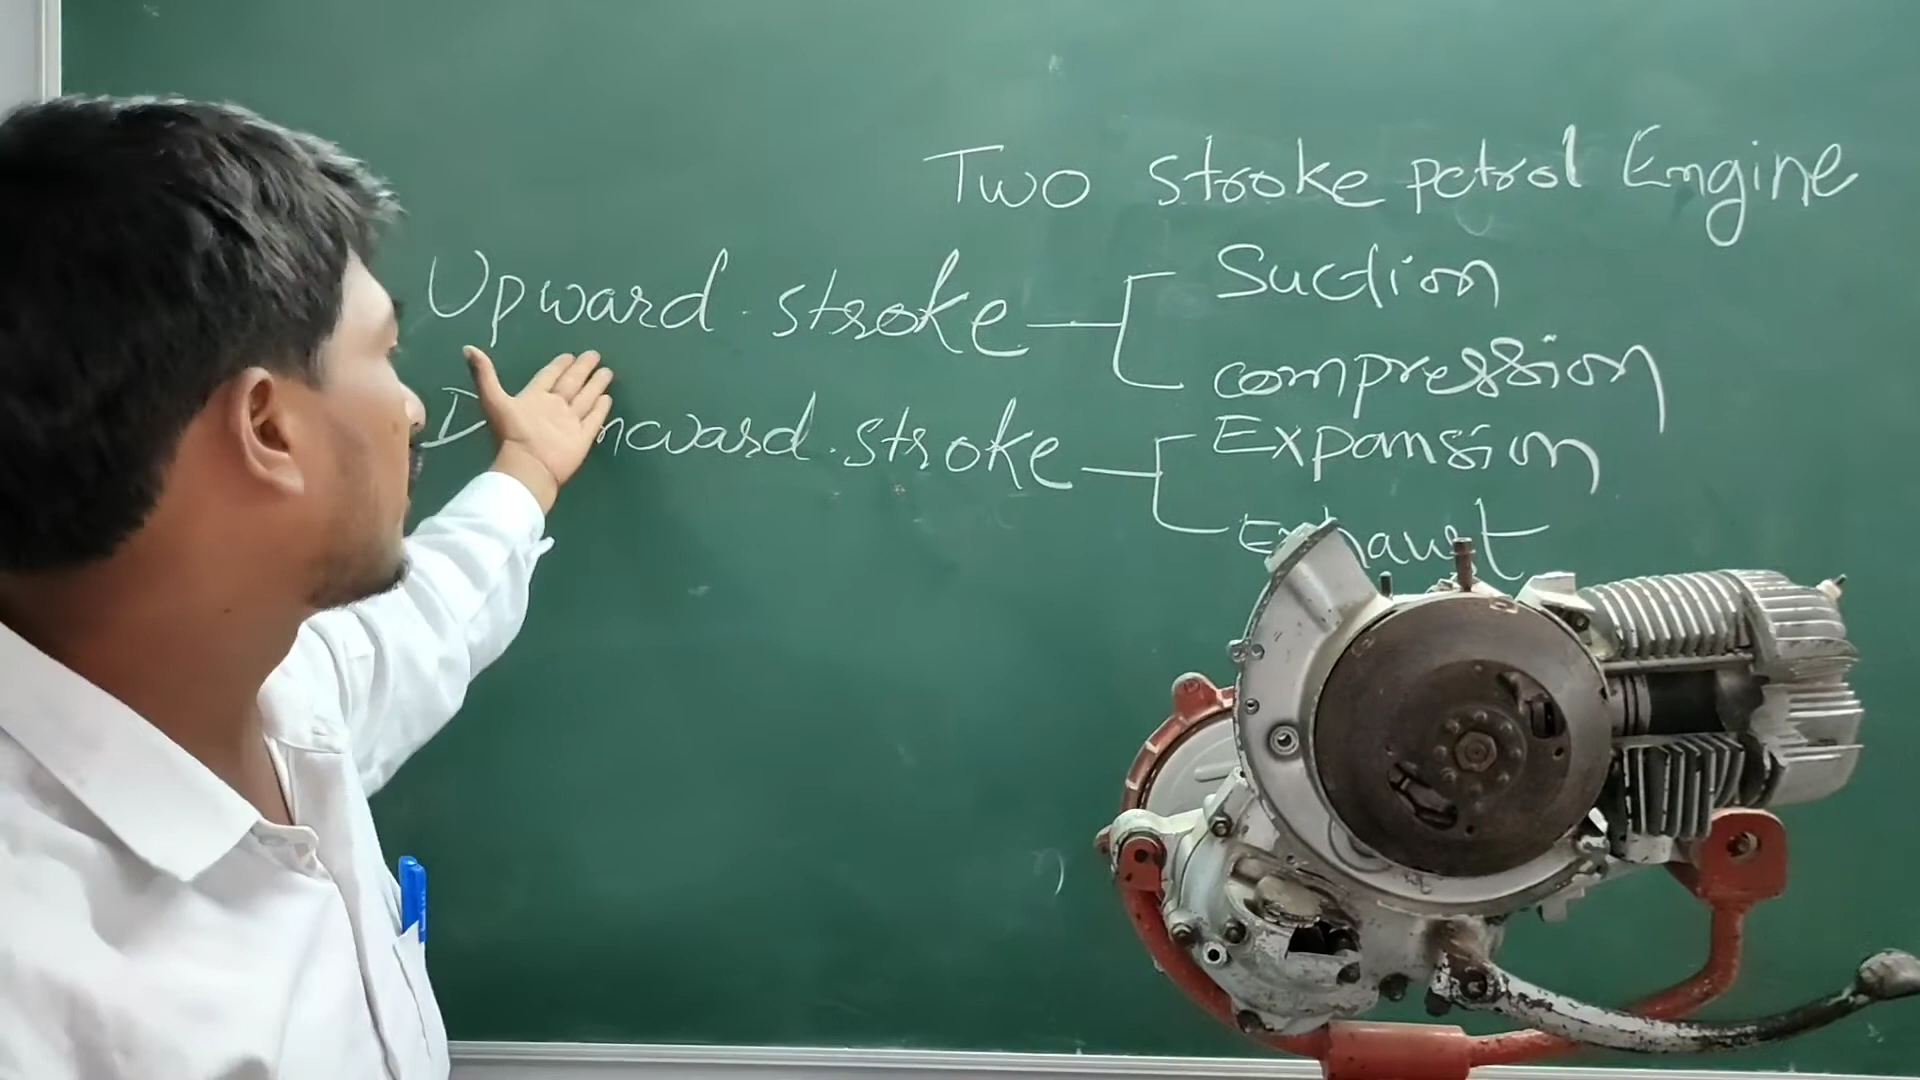 Two stroke petrol Engine
Upward stroke
Suction
compression
Downward stroke
Expansion
Exhaust